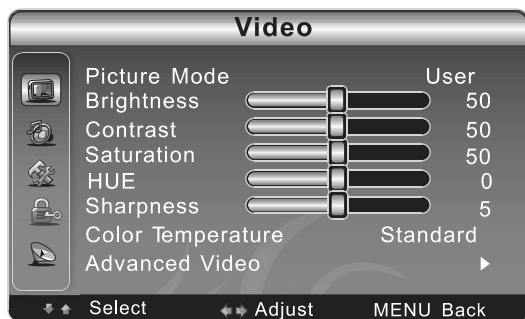 Video
Picture Mode User
Brightness 50
Contrast 50
Saturation 50
HUE 0
Sharpness 5
Color Temperature Standard
Advanced Video
Select Adjust MENU Back